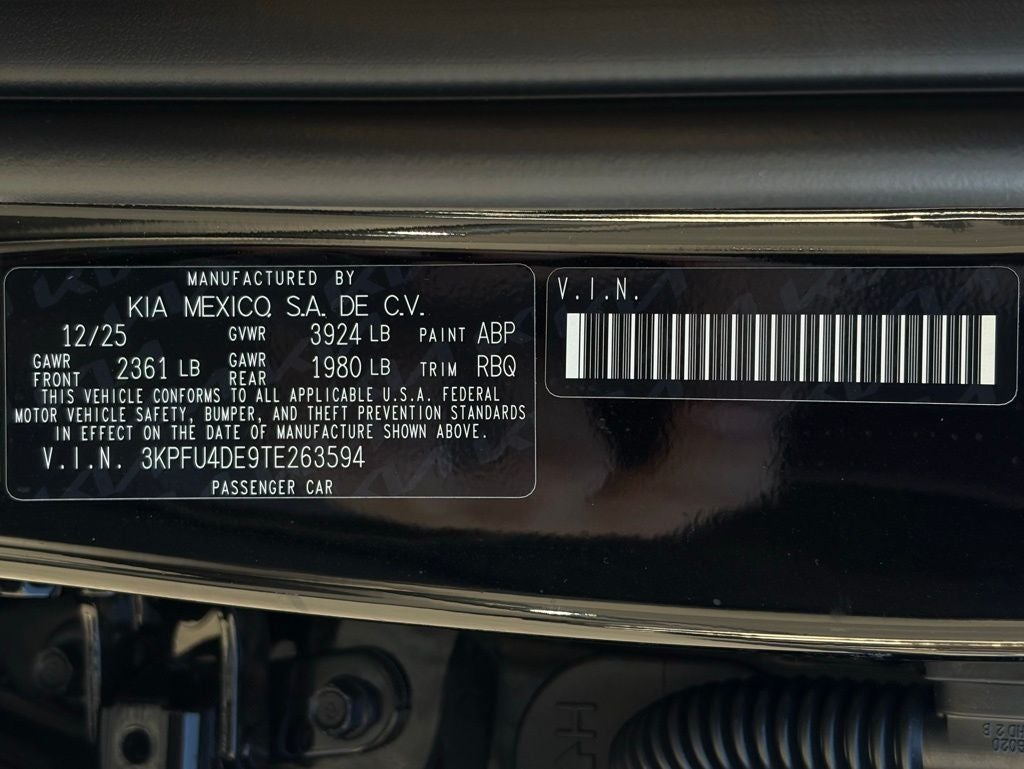 MANUFACTURED BY
KIA MEXICO, S.A. DE C.V.
12/25 GVWR 3924 LB PAINT ABP
GAWR FRONT 2361 LB GAWR REAR 1980 LB TRIM RBQ
THIS VEHICLE CONFORMS TO ALL APPLICABLE U.S.A. FEDERAL
MOTOR VEHICLE SAFETY, BUMPER, AND THEFT PREVENTION STANDARDS
IN EFFECT ON THE DATE OF MANUFACTURE SHOWN ABOVE.
V.I.N. 3KPFU4DE9TE263594
PASSENGER CAR
V.I.N.
HD 2 B